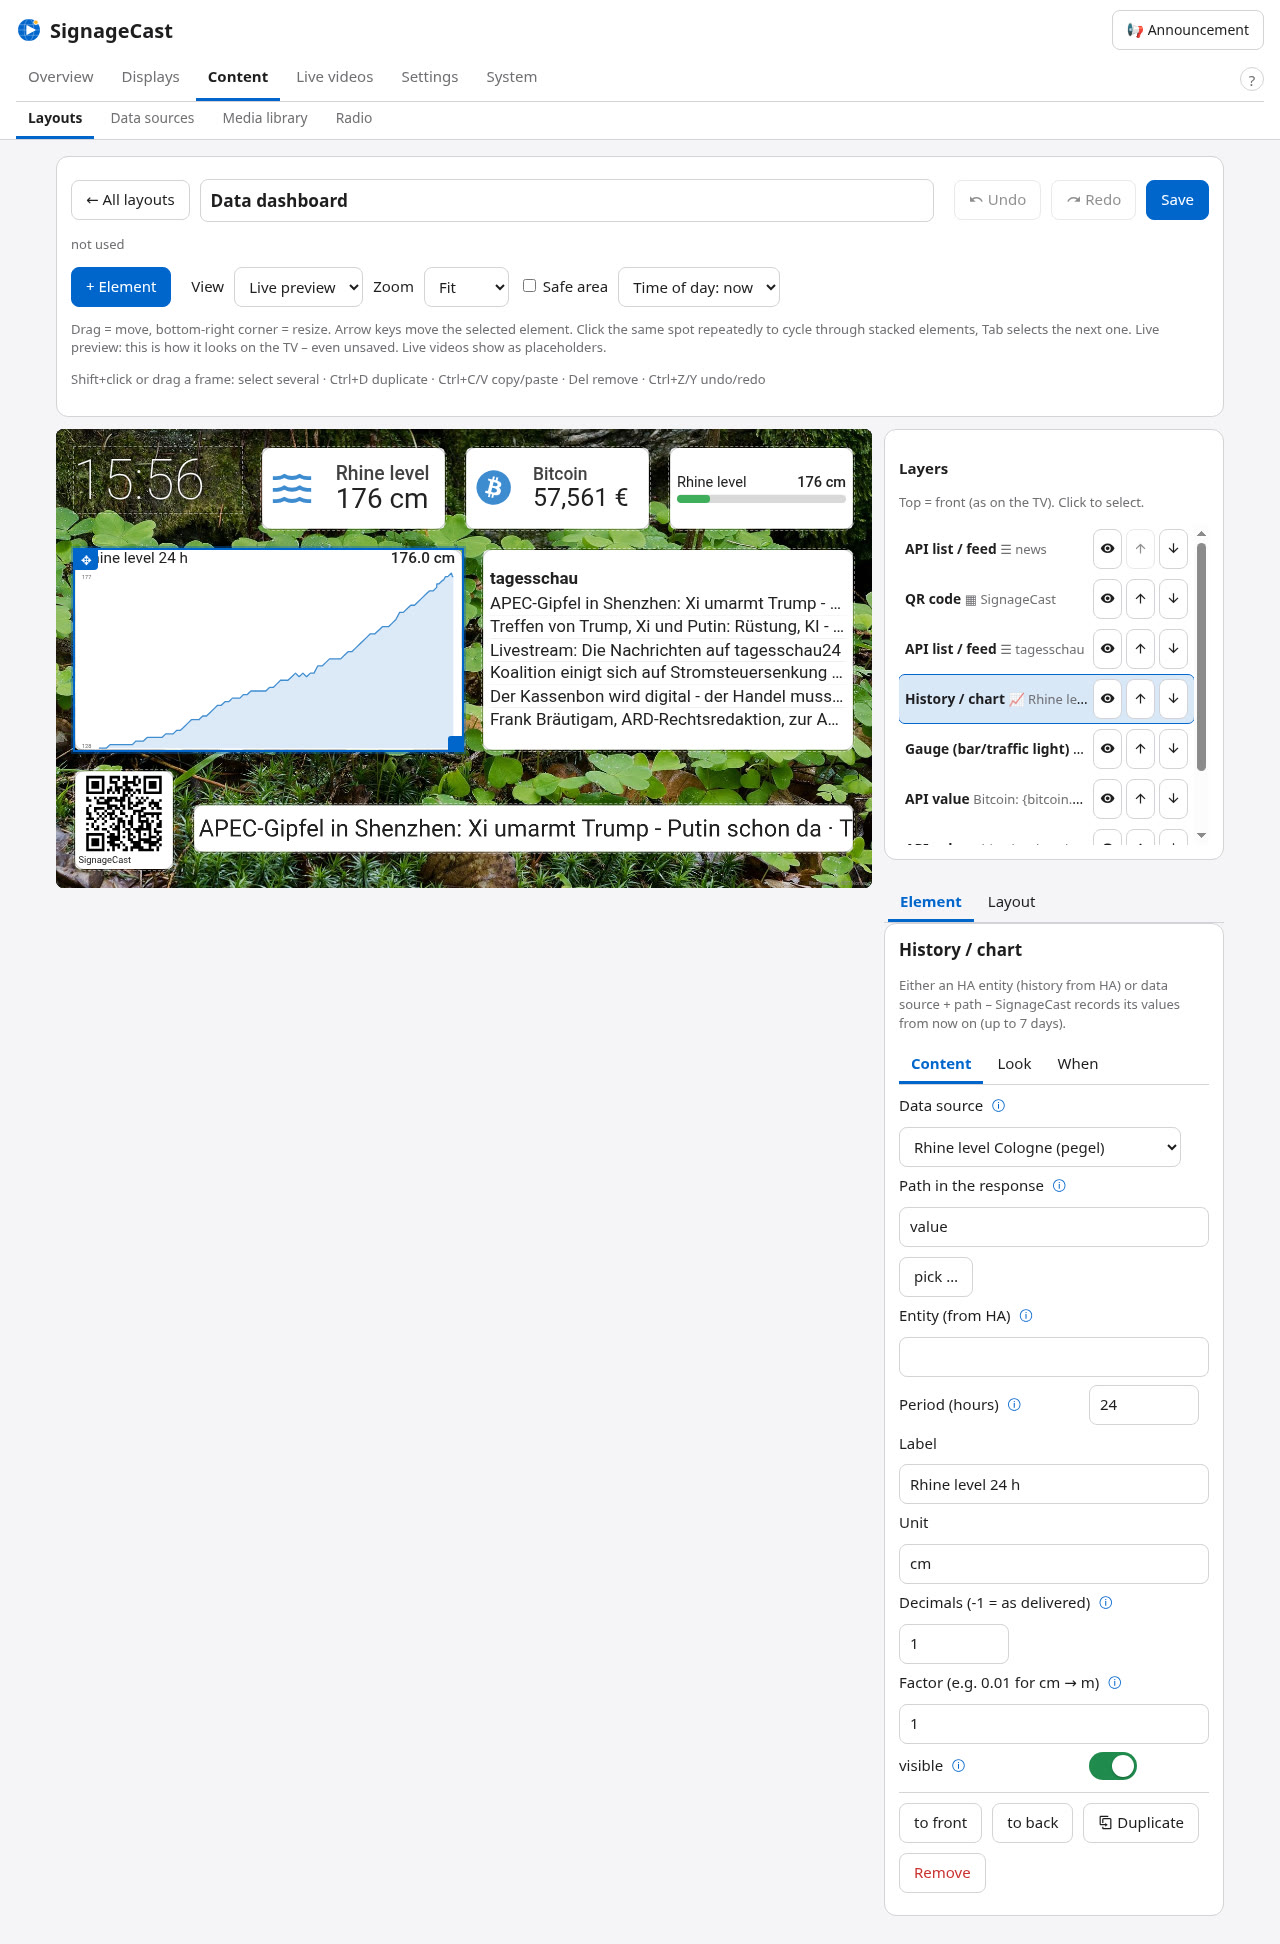 SignageCast
Announcement
Overview Displays Content Live videos Settings System
?
Layouts Data sources Media library Radio
← All layouts
Data dashboard
Undo
Redo
Save
not used
+ Element
View
Live preview
Zoom
Fit
Safe area
Time of day: now
Drag = move, bottom-right corner = resize. Arrow keys move the selected element. Click the same spot repeatedly to cycle through stacked elements, Tab selects the next one. Live
preview: this is how it looks on the TV – even unsaved. Live videos show as placeholders.
Shift+click or drag a frame: select several · Ctrl+D duplicate · Ctrl+C/V copy/paste · Del remove · Ctrl+Z/Y undo/redo
15:56
Rhine level
176 cm
Bitcoin
57,561 €
Rhine level 176 cm
ine level 24 h 176.0 cm
177
128
tagesschau
APEC-Gipfel in Shenzhen: Xi umarmt Trump - ...
Treffen von Trump, Xi und Putin: Rüstung, KI - ...
Livestream: Die Nachrichten auf tagesschau24
Koalition einigt sich auf Stromsteuersenkung ...
Der Kassenbon wird digital - der Handel muss...
Frank Bräutigam, ARD-Rechtsredaktion, zur A...
SignageCast
APEC-Gipfel in Shenzhen: Xi umarmt Trump - Putin schon da · T
Layers
Top = front (as on the TV). Click to select.
API list / feed ☰ news
QR code ▦ SignageCast
API list / feed ☰ tagesschau
History / chart 📈 Rhine le...
Gauge (bar/traffic light) ...
API value Bitcoin: {bitcoin....
Element Layout
History / chart
Either an HA entity (history from HA) or data
source + path – SignageCast records its values
from now on (up to 7 days).
Content Look When
Data source
Rhine level Cologne (pegel)
Path in the response
value
pick ...
Entity (from HA)
Period (hours)
24
Label
Rhine level 24 h
Unit
cm
Decimals (-1 = as delivered)
1
Factor (e.g. 0.01 for cm → m)
1
visible
to front
to back
Duplicate
Remove